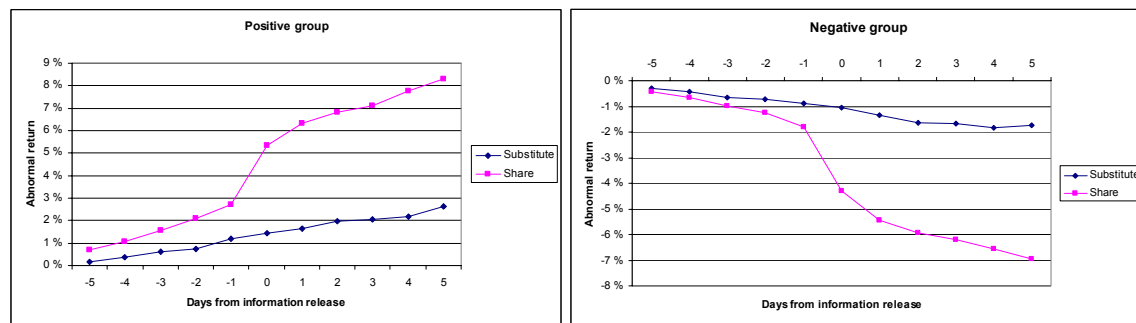 Positive group
Abnormal return
9 %
8 %
7 %
6 %
5 %
4 %
3 %
2 %
1 %
0 %
-5 -4 -3 -2 -1 0 1 2 3 4 5
Days from information release
Substitute
Share
Negative group
-5 -4 -3 -2 -1 0 1 2 3 4 5
Abnormal return
0 %
-1 %
-2 %
-3 %
-4 %
-5 %
-6 %
-7 %
-8 %
Substitute
Share
Days from information release